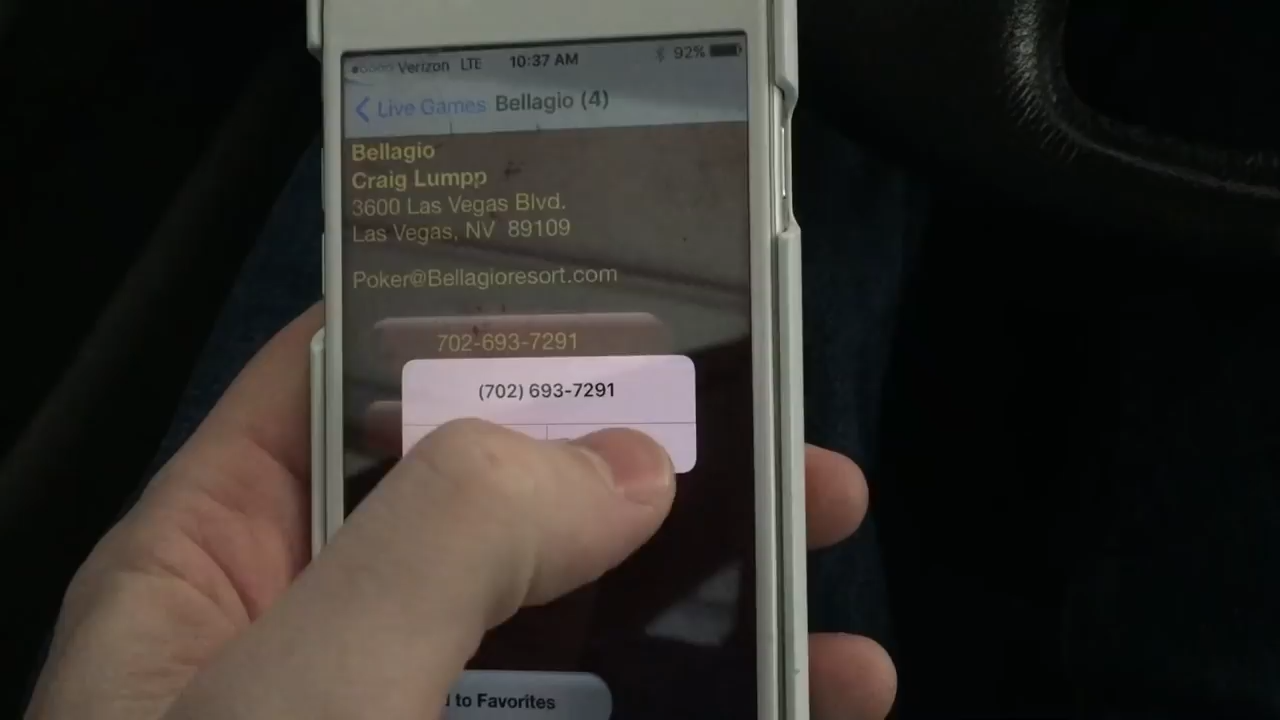 Verizon LTE 10:37 AM 92%
Live Games Bellagio (4)
Bellagio
Craig Lumpp
3600 Las Vegas Blvd.
Las Vegas, NV 89109
Poker@Bellagioresort.com
702-693-7291
(702) 693-7291
to Favorites